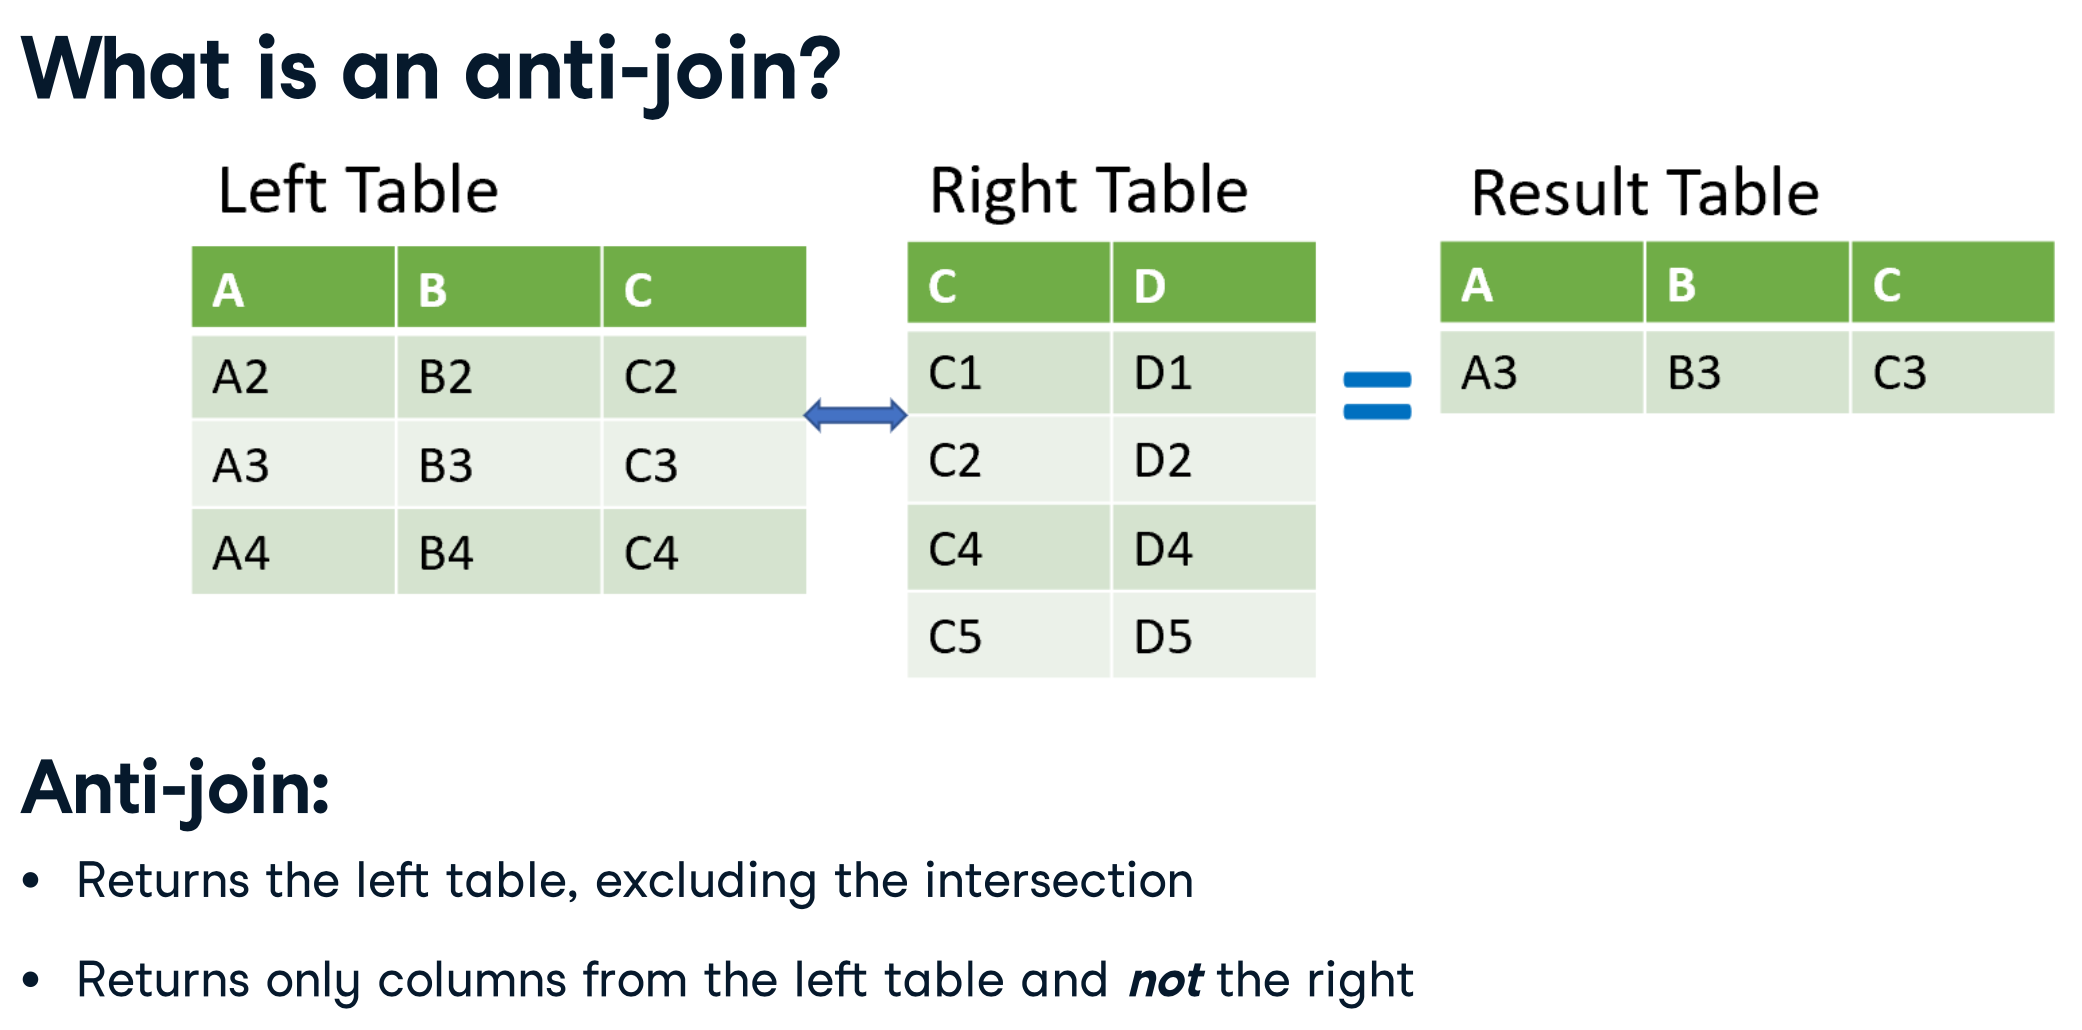 What is an anti-join?
Left Table
A B C
A2 B2 C2
A3 B3 C3
A4 B4 C4
Right Table
C D
C1 D1
C2 D2
C4 D4
C5 D5
Result Table
A B C
A3 B3 C3
Anti-join:
• Returns the left table, excluding the intersection
• Returns only columns from the left table and not the right